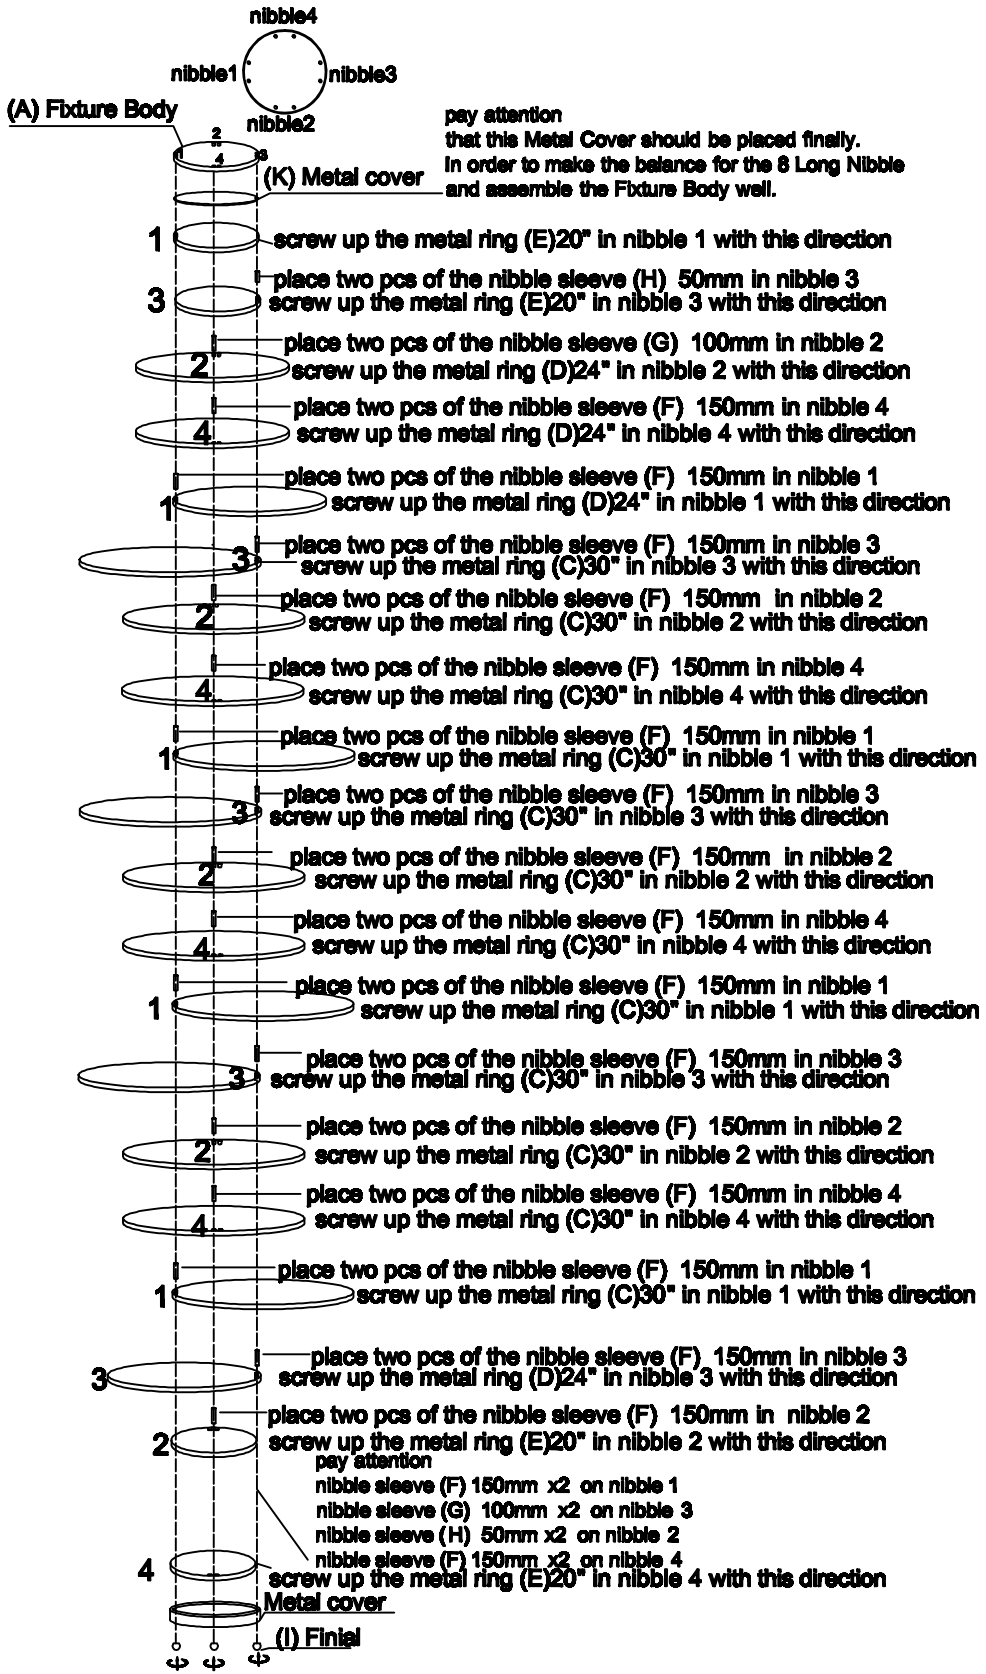 nibble4
nibble1
nibble3
nibble2
(A) Fixture Body
pay attention
that this Metal Cover should be placed finally.
In order to make the balance for the 8 Long Nibble
and assemble the Fixture Body well.
2
1
4
3
(K) Metal cover
1
screw up the metal ring (E)20" in nibble 1 with this direction
place two pcs of the nibble sleeve (H) 50mm in nibble 3
3
screw up the metal ring (E)20" in nibble 3 with this direction
place two pcs of the nibble sleeve (G) 100mm in nibble 2
2
screw up the metal ring (D)24" in nibble 2 with this direction
place two pcs of the nibble sleeve (F) 150mm in nibble 4
4
screw up the metal ring (D)24" in nibble 4 with this direction
place two pcs of the nibble sleeve (F) 150mm in nibble 1
1
screw up the metal ring (D)24" in nibble 1 with this direction
place two pcs of the nibble sleeve (F) 150mm in nibble 3
3
screw up the metal ring (C)30" in nibble 3 with this direction
place two pcs of the nibble sleeve (F) 150mm in nibble 2
2
screw up the metal ring (C)30" in nibble 2 with this direction
place two pcs of the nibble sleeve (F) 150mm in nibble 4
4
screw up the metal ring (C)30" in nibble 4 with this direction
place two pcs of the nibble sleeve (F) 150mm in nibble 1
1
screw up the metal ring (C)30" in nibble 1 with this direction
place two pcs of the nibble sleeve (F) 150mm in nibble 3
3
screw up the metal ring (C)30" in nibble 3 with this direction
place two pcs of the nibble sleeve (F) 150mm in nibble 2
2
screw up the metal ring (C)30" in nibble 2 with this direction
place two pcs of the nibble sleeve (F) 150mm in nibble 4
4
screw up the metal ring (C)30" in nibble 4 with this direction
place two pcs of the nibble sleeve (F) 150mm in nibble 1
1
screw up the metal ring (C)30" in nibble 1 with this direction
place two pcs of the nibble sleeve (F) 150mm in nibble 3
3
screw up the metal ring (C)30" in nibble 3 with this direction
place two pcs of the nibble sleeve (F) 150mm in nibble 2
2
screw up the metal ring (C)30" in nibble 2 with this direction
place two pcs of the nibble sleeve (F) 150mm in nibble 4
4
screw up the metal ring (C)30" in nibble 4 with this direction
place two pcs of the nibble sleeve (F) 150mm in nibble 1
1
screw up the metal ring (C)30" in nibble 1 with this direction
place two pcs of the nibble sleeve (F) 150mm in nibble 3
3
screw up the metal ring (D)24" in nibble 3 with this direction
place two pcs of the nibble sleeve (F) 150mm in nibble 2
2
screw up the metal ring (E)20" in nibble 2 with this direction
pay attention
nibble sleeve (F) 150mm x2 on nibble 1
nibble sleeve (G) 100mm x2 on nibble 3
nibble sleeve (H) 50mm x2 on nibble 2
nibble sleeve (F) 150mm x2 on nibble 4
4
screw up the metal ring (E)20" in nibble 4 with this direction
Metal cover
(I) Finial